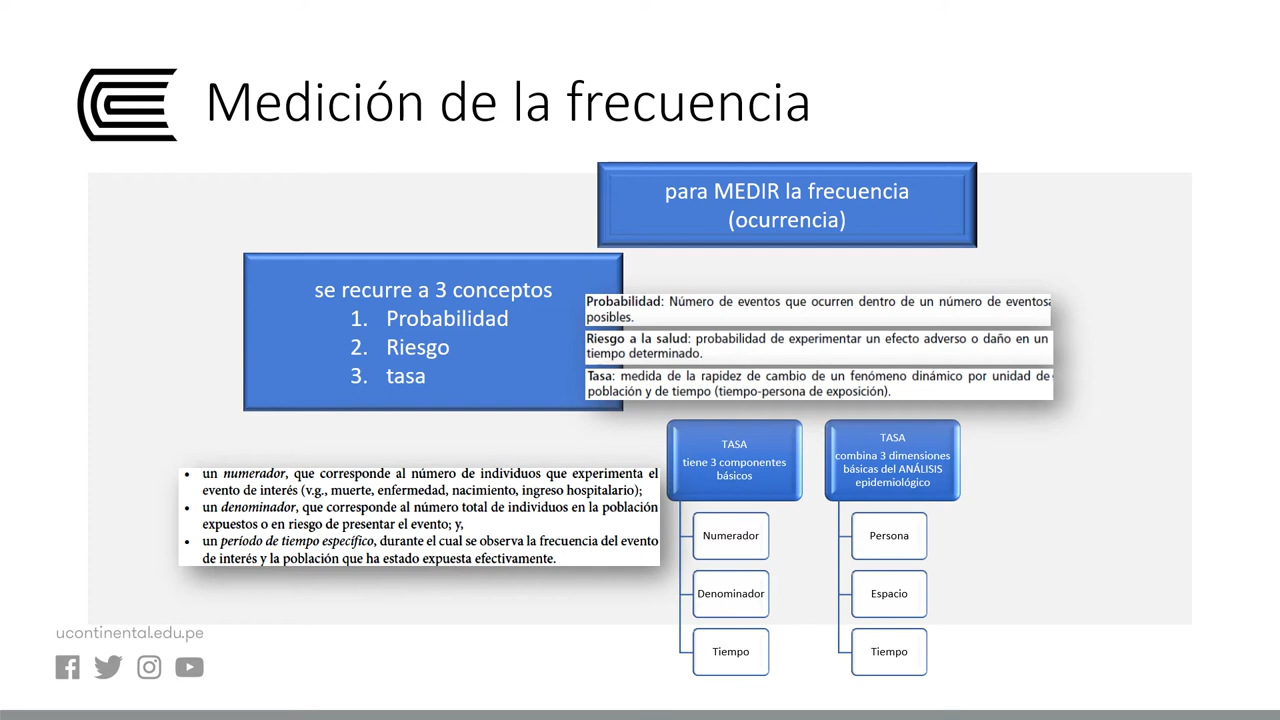 Medición de la frecuencia
para MEDIR la frecuencia
(ocurrencia)
se recurre a 3 conceptos
1. Probabilidad
2. Riesgo
3. tasa
Probabilidad: Número de eventos que ocurren dentro de un número de eventos
posibles.
Riesgo a la salud: probabilidad de experimentar un efecto adverso o daño en un
tiempo determinado.
Tasa: medida de la rapidez de cambio de un fenómeno dinámico por unidad de
población y de tiempo (tiempo-persona de exposición).
• un numerador, que corresponde al número de individuos que experimenta el
evento de interés (v.g., muerte, enfermedad, nacimiento, ingreso hospitalario);
• un denominador, que corresponde al número total de individuos en la población
expuestos o en riesgo de presentar el evento; y,
• un período de tiempo específico, durante el cual se observa la frecuencia del evento
de interés y la población que ha estado expuesta efectivamente.
TASA
tiene 3 componentes
básicos
Numerador
Denominador
Tiempo
TASA
combina 3 dimensiones
básicas del ANÁLISIS
epidemiológico
Persona
Espacio
Tiempo
ucontinental.edu.pe